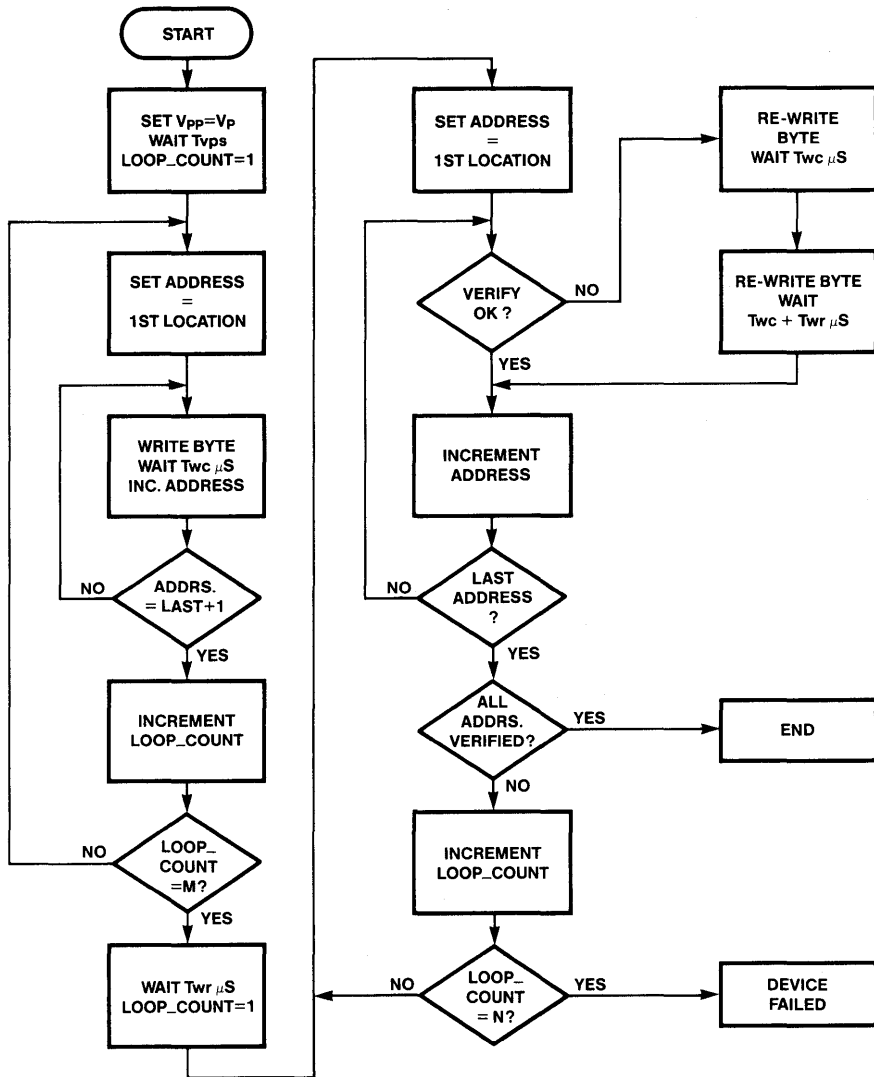 START
SET VPP=VP
WAIT Tvps
LOOP_COUNT=1
SET ADDRESS
=
1ST LOCATION
WRITE BYTE
WAIT Twc μS
INC. ADDRESS
NO
ADDRS.
= LAST+1
YES
INCREMENT
LOOP_COUNT
NO
LOOP_
COUNT
=M?
YES
WAIT Twr μS
LOOP_COUNT=1
SET ADDRESS
=
1ST LOCATION
VERIFY
OK ?
NO
YES
RE-WRITE
BYTE
WAIT Twc μS
RE-WRITE BYTE
WAIT
Twc + Twr μS
INCREMENT
ADDRESS
NO
LAST
ADDRESS
?
YES
ALL
ADDRS.
VERIFIED?
YES
END
NO
INCREMENT
LOOP_COUNT
NO
LOOP_
COUNT
= N?
YES
DEVICE
FAILED